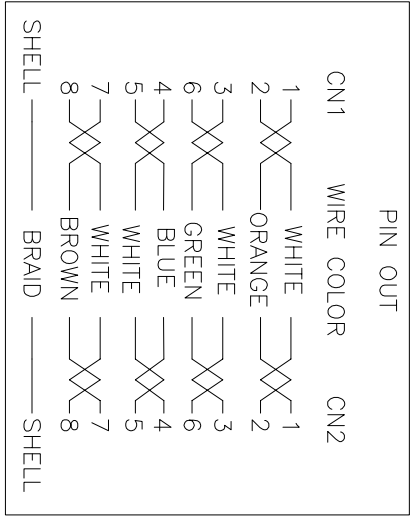 PIN OUT
CN1 WIRE COLOR CN2
1 WHITE 1
2 ORANGE 2
3 WHITE 3
6 GREEN 6
4 BLUE 4
5 WHITE 5
7 WHITE 7
8 BROWN 8
SHELL BRAID SHELL